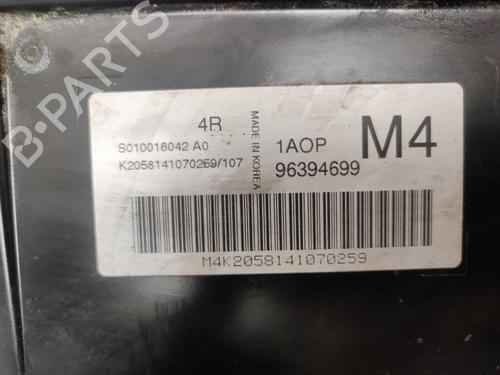 4R
S010016042 A0
K2058141070259/107
MADE IN KOREA
1AOP
M4
96394699
M4K2058141070259
B-PARTS